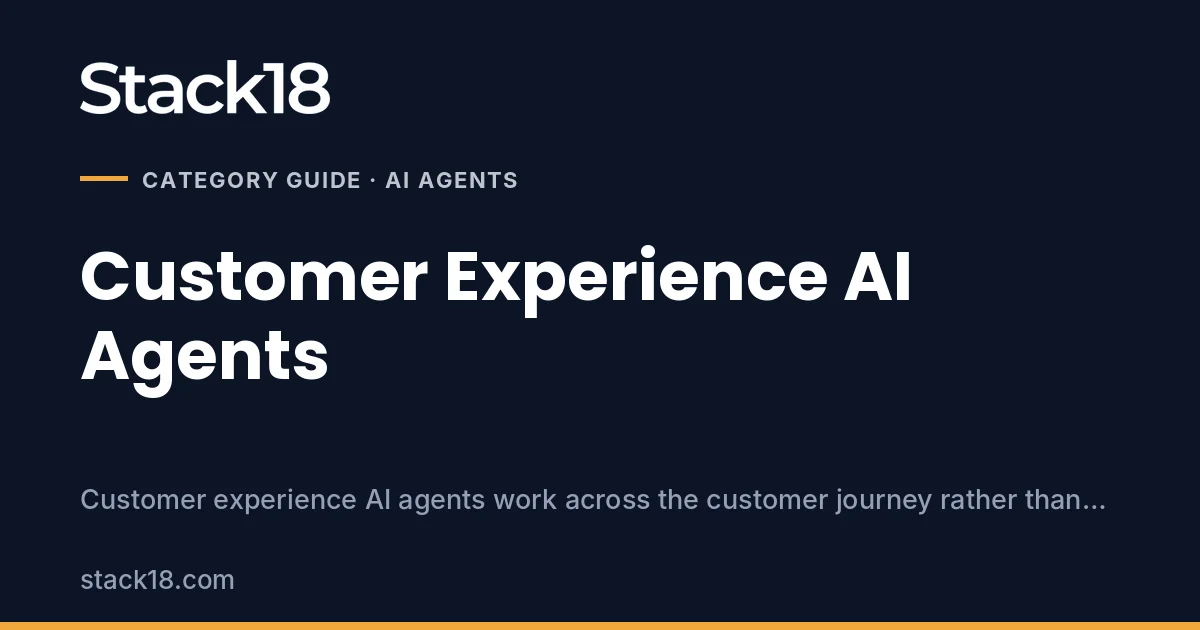 Stack18
CATEGORY GUIDE · AI AGENTS
Customer Experience AI
Agents
Customer experience AI agents work across the customer journey rather than...
stack18.com